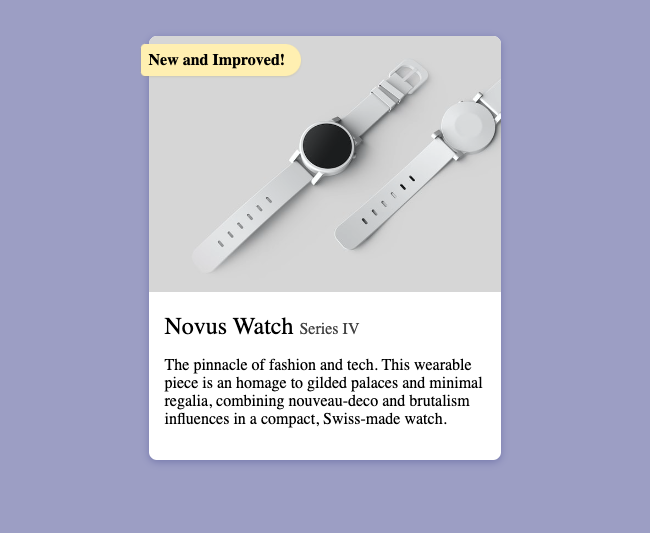 New and Improved!
Novus Watch Series IV
The pinnacle of fashion and tech. This wearable
piece is an homage to gilded palaces and minimal
regalia, combining nouveau-deco and brutalism
influences in a compact, Swiss-made watch.